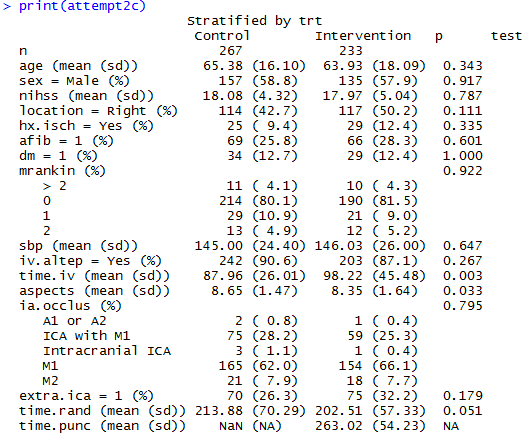 > print(attempt2c)
Stratified by trt
Control Intervention p test
n 267 233
age (mean (sd)) 65.38 (16.10) 63.93 (18.09) 0.343
sex = Male (%) 157 (58.8) 135 (57.9) 0.917
nihss (mean (sd)) 18.08 (4.32) 17.97 (5.04) 0.787
location = Right (%) 114 (42.7) 117 (50.2) 0.111
hx.isch = Yes (%) 25 ( 9.4) 29 (12.4) 0.335
afib = 1 (%) 69 (25.8) 66 (28.3) 0.601
dm = 1 (%) 34 (12.7) 29 (12.4) 1.000
mrankin (%) 0.922
> 2 11 ( 4.1) 10 ( 4.3)
0 214 (80.1) 190 (81.5)
1 29 (10.9) 21 ( 9.0)
2 13 ( 4.9) 12 ( 5.2)
sbp (mean (sd)) 145.00 (24.40) 146.03 (26.00) 0.647
iv.altep = Yes (%) 242 (90.6) 203 (87.1) 0.267
time.iv (mean (sd)) 87.96 (26.01) 98.22 (45.48) 0.003
aspects (mean (sd)) 8.65 (1.47) 8.35 (1.64) 0.033
ia.occlus (%) 0.795
A1 or A2 2 ( 0.8) 1 ( 0.4)
ICA with M1 75 (28.2) 59 (25.3)
Intracranial ICA 3 ( 1.1) 1 ( 0.4)
M1 165 (62.0) 154 (66.1)
M2 21 ( 7.9) 18 ( 7.7)
extra.ica = 1 (%) 70 (26.3) 75 (32.2) 0.179
time.rand (mean (sd)) 213.88 (70.29) 202.51 (57.33) 0.051
time.punc (mean (sd)) NaN (NA) 263.02 (54.23) NA